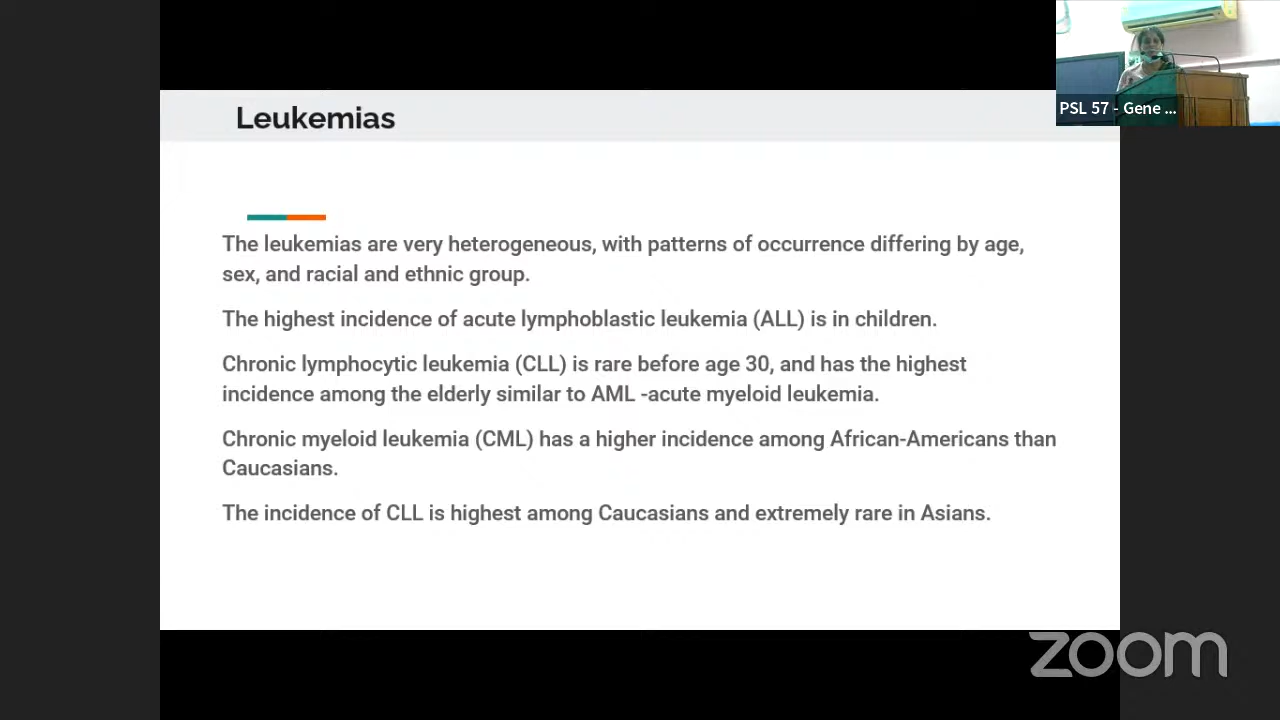 Leukemias
PSL 57 - Gene ...
The leukemias are very heterogeneous, with patterns of occurrence differing by age,
sex, and racial and ethnic group.
The highest incidence of acute lymphoblastic leukemia (ALL) is in children.
Chronic lymphocytic leukemia (CLL) is rare before age 30, and has the highest
incidence among the elderly similar to AML -acute myeloid leukemia.
Chronic myeloid leukemia (CML) has a higher incidence among African-Americans than
Caucasians.
The incidence of CLL is highest among Caucasians and extremely rare in Asians.
zoom